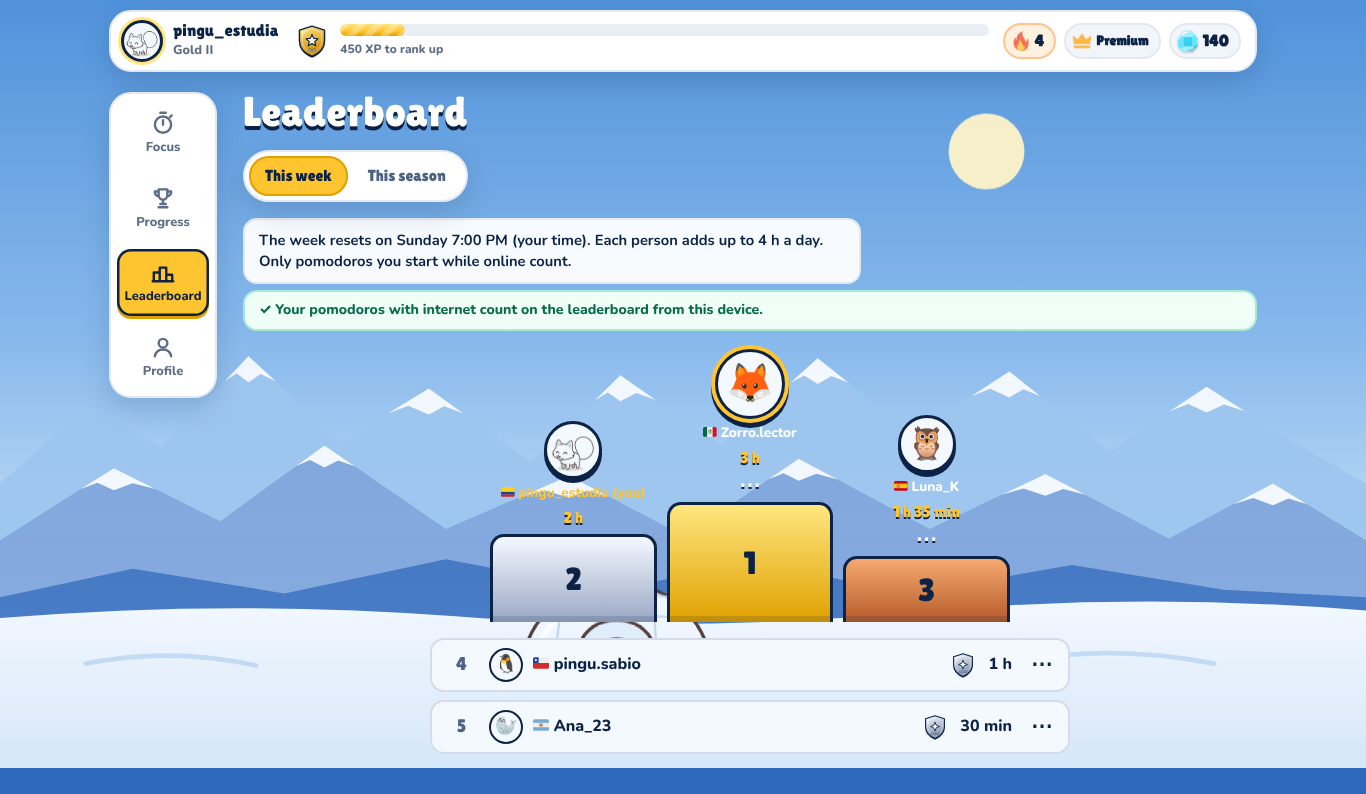 pingu_estudia
Gold II
450 XP to rank up
4
Premium
140
Focus
Progress
Leaderboard
Profile
Leaderboard
This week
This season
The week resets on Sunday 7:00 PM (your time). Each person adds up to 4 h a day.
Only pomodoros you start while online count.
✓ Your pomodoros with internet count on the leaderboard from this device.
Zorro.lector
3 h
...
1
pingu_estudia (you)
2 h
2
Luna_K
1 h 35 min
...
3
4 pingu.sabio 1 h ...
5 Ana_23 30 min ...